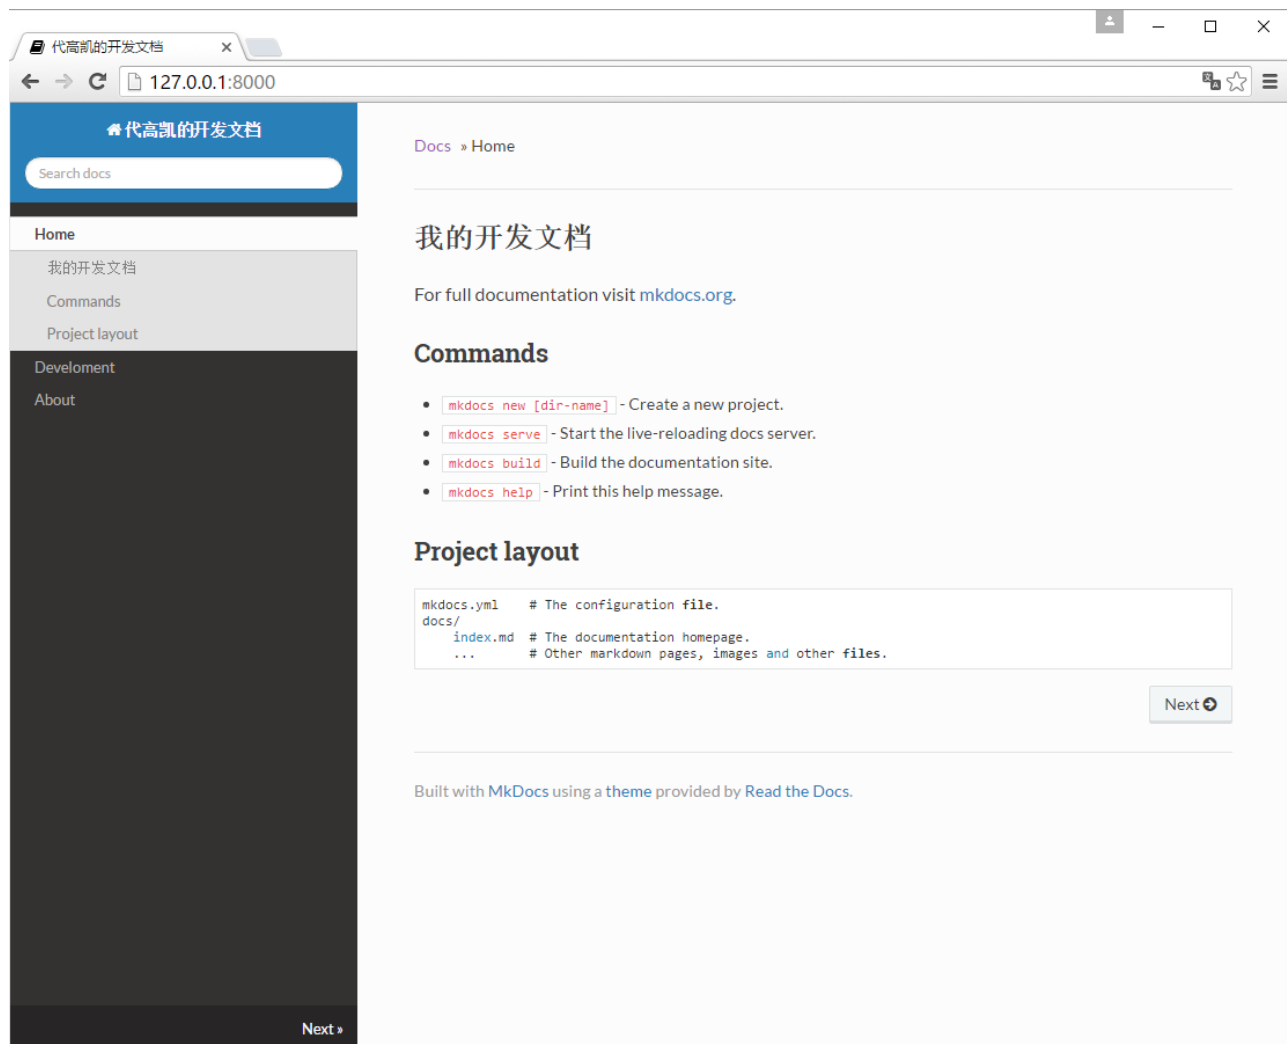 代高凯的开发文档
127.0.0.1:8000
代高凯的开发文档
Search docs
Home
我的开发文档
Commands
Project layout
Develoment
About
Next »
Docs » Home
我的开发文档
For full documentation visit mkdocs.org.
Commands
mkdocs new [dir-name] - Create a new project.
mkdocs serve - Start the live-reloading docs server.
mkdocs build - Build the documentation site.
mkdocs help - Print this help message.
Project layout
mkdocs.yml    # The configuration file.
docs/
    index.md  # The documentation homepage.
    ...       # Other markdown pages, images and other files.
Next
Built with MkDocs using a theme provided by Read the Docs.